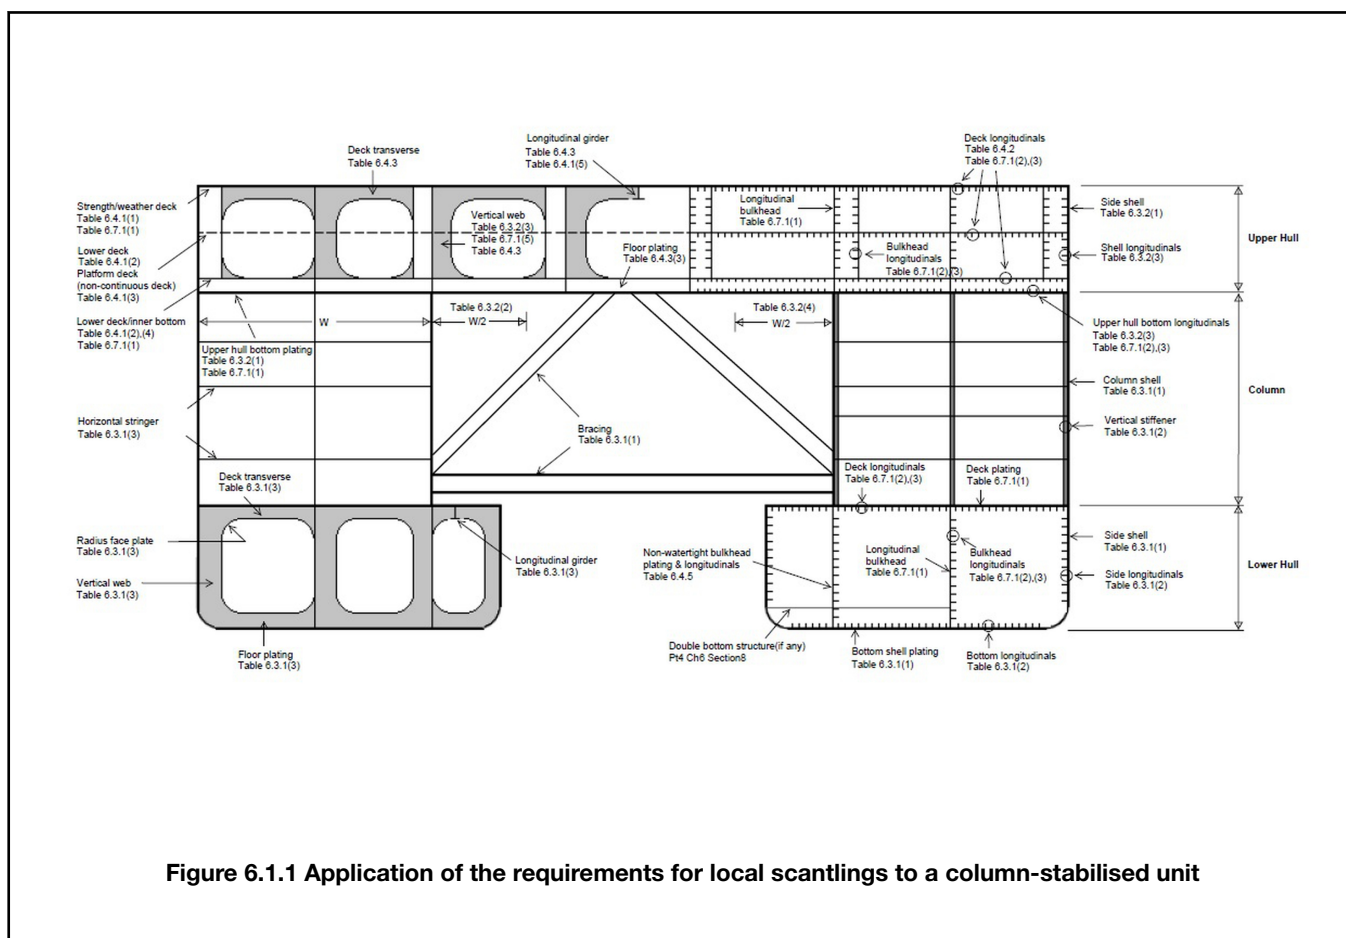 Longitudinal girder
Table 6.4.3
Table 6.4.1(5)
Deck transverse
Table 6.4.3
Deck longitudinals
Table 6.4.2
Table 6.7.1(2),(3)
Strength/weather deck
Table 6.4.1(1)
Table 6.7.1(1)
Lower deck
Table 6.4.1(2)
Platform deck
(non-continuous deck)
Table 6.4.1(3)
Lower deck/inner bottom
Table 6.4.1(2),(4)
Table 6.7.1(1)
Vertical web
Table 6.3.2(3)
Table 6.7.1(5)
Table 6.4.3
Floor plating
Table 6.4.3(3)
Longitudinal
bulkhead
Table 6.7.1(1)
Bulkhead
longitudinals
Table 6.7.1(2),(3)
Side shell
Table 6.3.2(1)
Shell longitudinals
Table 6.3.2(3)
Upper Hull
W
Table 6.3.2(2)
W/2
Table 6.3.2(4)
W/2
Upper hull bottom plating
Table 6.3.2(1)
Table 6.7.1(1)
Upper hull bottom longitudinals
Table 6.3.2(3)
Table 6.7.1(2),(3)
Column shell
Table 6.3.1(1)
Column
Horizontal stringer
Table 6.3.1(3)
Bracing
Table 6.3.1(1)
Vertical stiffener
Table 6.3.1(2)
Deck transverse
Table 6.3.1(3)
Deck longitudinals
Table 6.7.1(2),(3)
Deck plating
Table 6.7.1(1)
Radius face plate
Table 6.3.1(3)
Vertical web
Table 6.3.1(3)
Longitudinal girder
Table 6.3.1(3)
Non-watertight bulkhead
plating & longitudinals
Table 6.4.5
Longitudinal
bulkhead
Table 6.7.1(1)
Bulkhead
longitudinals
Table 6.7.1(2),(3)
Side shell
Table 6.3.1(1)
Side longitudinals
Table 6.3.1(2)
Lower Hull
Floor plating
Table 6.3.1(3)
Double bottom structure(if any)
Pt4 Ch6 Section8
Bottom shell plating
Table 6.3.1(1)
Bottom longitudinals
Table 6.3.1(2)
Figure 6.1.1 Application of the requirements for local scantlings to a column-stabilised unit